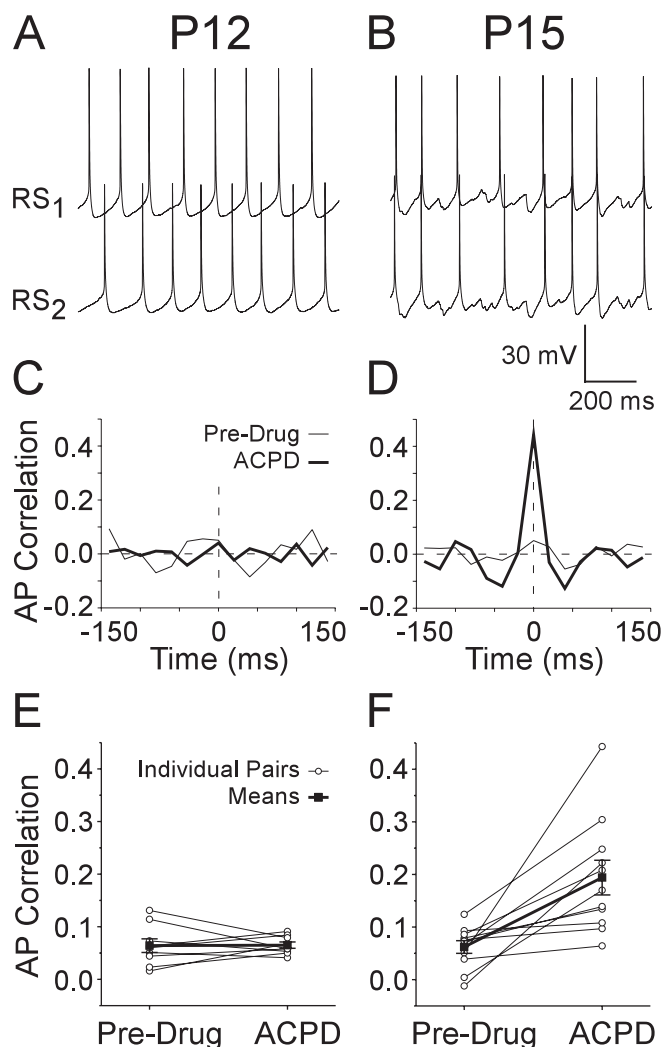 A P12 B P15
RS1
RS2
30 mV
200 ms
C D
Pre-Drug
ACPD
AP Correlation
0.4
0.2
0.0
-0.2
-150 0 150
Time (ms)
0.4
0.2
0.0
-0.2
-150 0 150
Time (ms)
E F
Individual Pairs
Means
AP Correlation
0.4
0.3
0.2
0.1
0.0
Pre-Drug ACPD
0.4
0.3
0.2
0.1
0.0
Pre-Drug ACPD